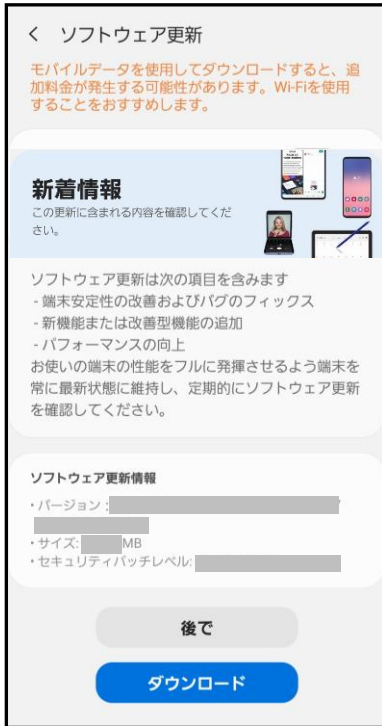 ソフトウェア更新
モバイルデータを使用してダウンロードすると、追
加料金が発生する可能性があります。Wi-Fiを使用
することをおすすめします。
新着情報
この更新に含まれる内容を確認してくだ
さい。
ソフトウェア更新は次の項目を含みます
- 端末安定性の改善およびバグのフィックス
- 新機能または改善型機能の追加
- パフォーマンスの向上
お使いの端末の性能をフルに発揮させるよう端末を
常に最新状態に維持し、定期的にソフトウェア更新
を確認してください。
ソフトウェア更新情報
・バージョン :
・サイズ: MB
・セキュリティパッチレベル:
後で
ダウンロード